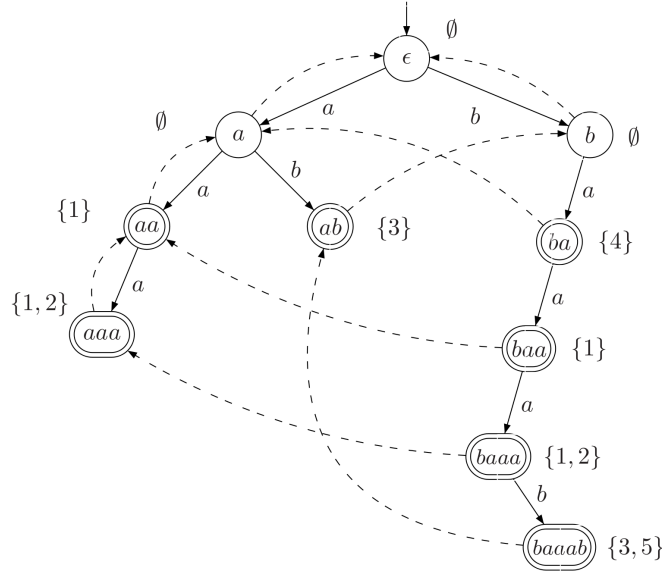 ∅
ϵ
a
b
∅
a
b
∅
a
b
a
{1}
aa
ab
{3}
ba
{4}
a
a
{1,2}
aaa
baa
{1}
a
baaa
{1,2}
b
baaab
{3,5}